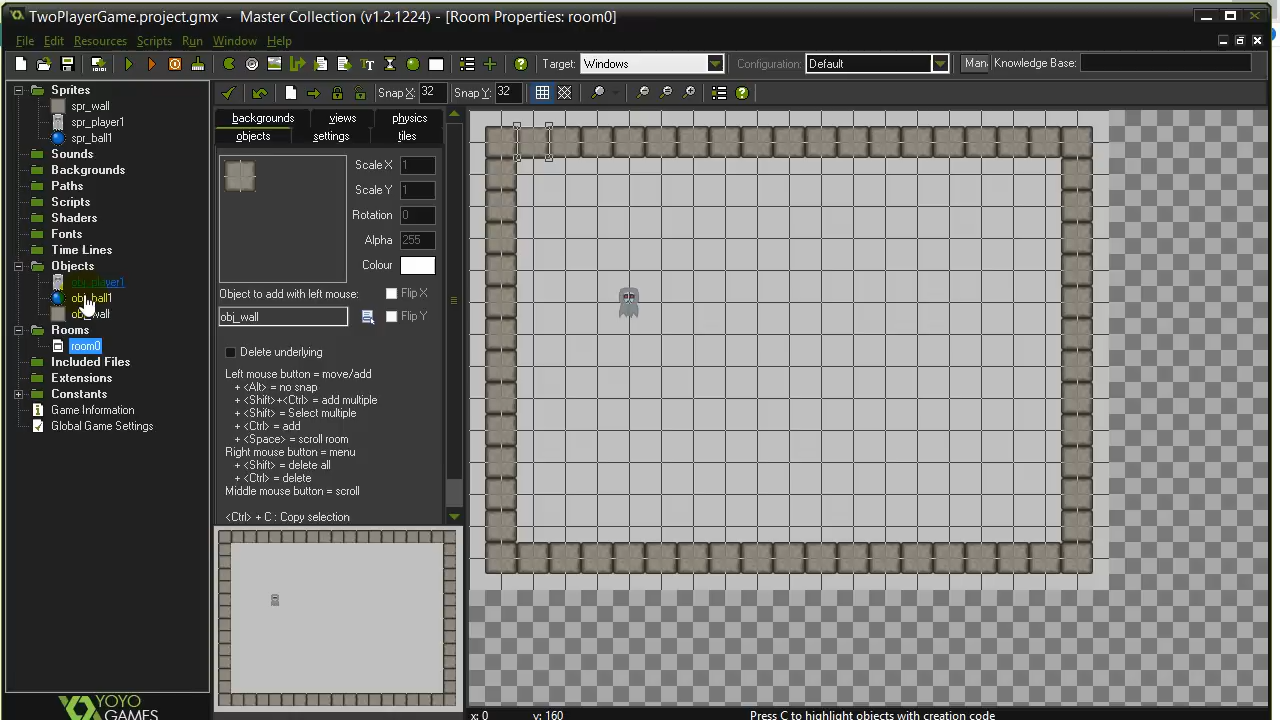 TwoPlayerGame.project.gmx - Master Collection (v1.2.1224) - [Room Properties: room0]
File Edit Resources Scripts Run Window Help
Target: Windows Configuration: Default Man Knowledge Base:
Snap X: 32 Snap Y: 32
Sprites
spr_wall
spr_player1
spr_ball1
Sounds
Backgrounds
Paths
Scripts
Shaders
Fonts
Time Lines
Objects
obj_player1
obj_ball1
obj_wall
Rooms
room0
Included Files
Extensions
Constants
Game Information
Global Game Settings
YOYO
GAMES
backgrounds views physics
objects settings tiles
Scale X 1
Scale Y 1
Rotation 0
Alpha 255
Colour
Object to add with left mouse: Flip X
obj_wall Flip Y
Delete underlying
Left mouse button = move/add
+ <Alt> = no snap
+ <Shift>+<Ctrl> = add multiple
+ <Shift> = Select multiple
+ <Ctrl> = add
+ <Space> = scroll room
Right mouse button = menu
+ <Shift> = delete all
+ <Ctrl> = delete
Middle mouse button = scroll
<Ctrl> + C : Copy selection
x: 0 y: 160 Press C to highlight objects with creation code